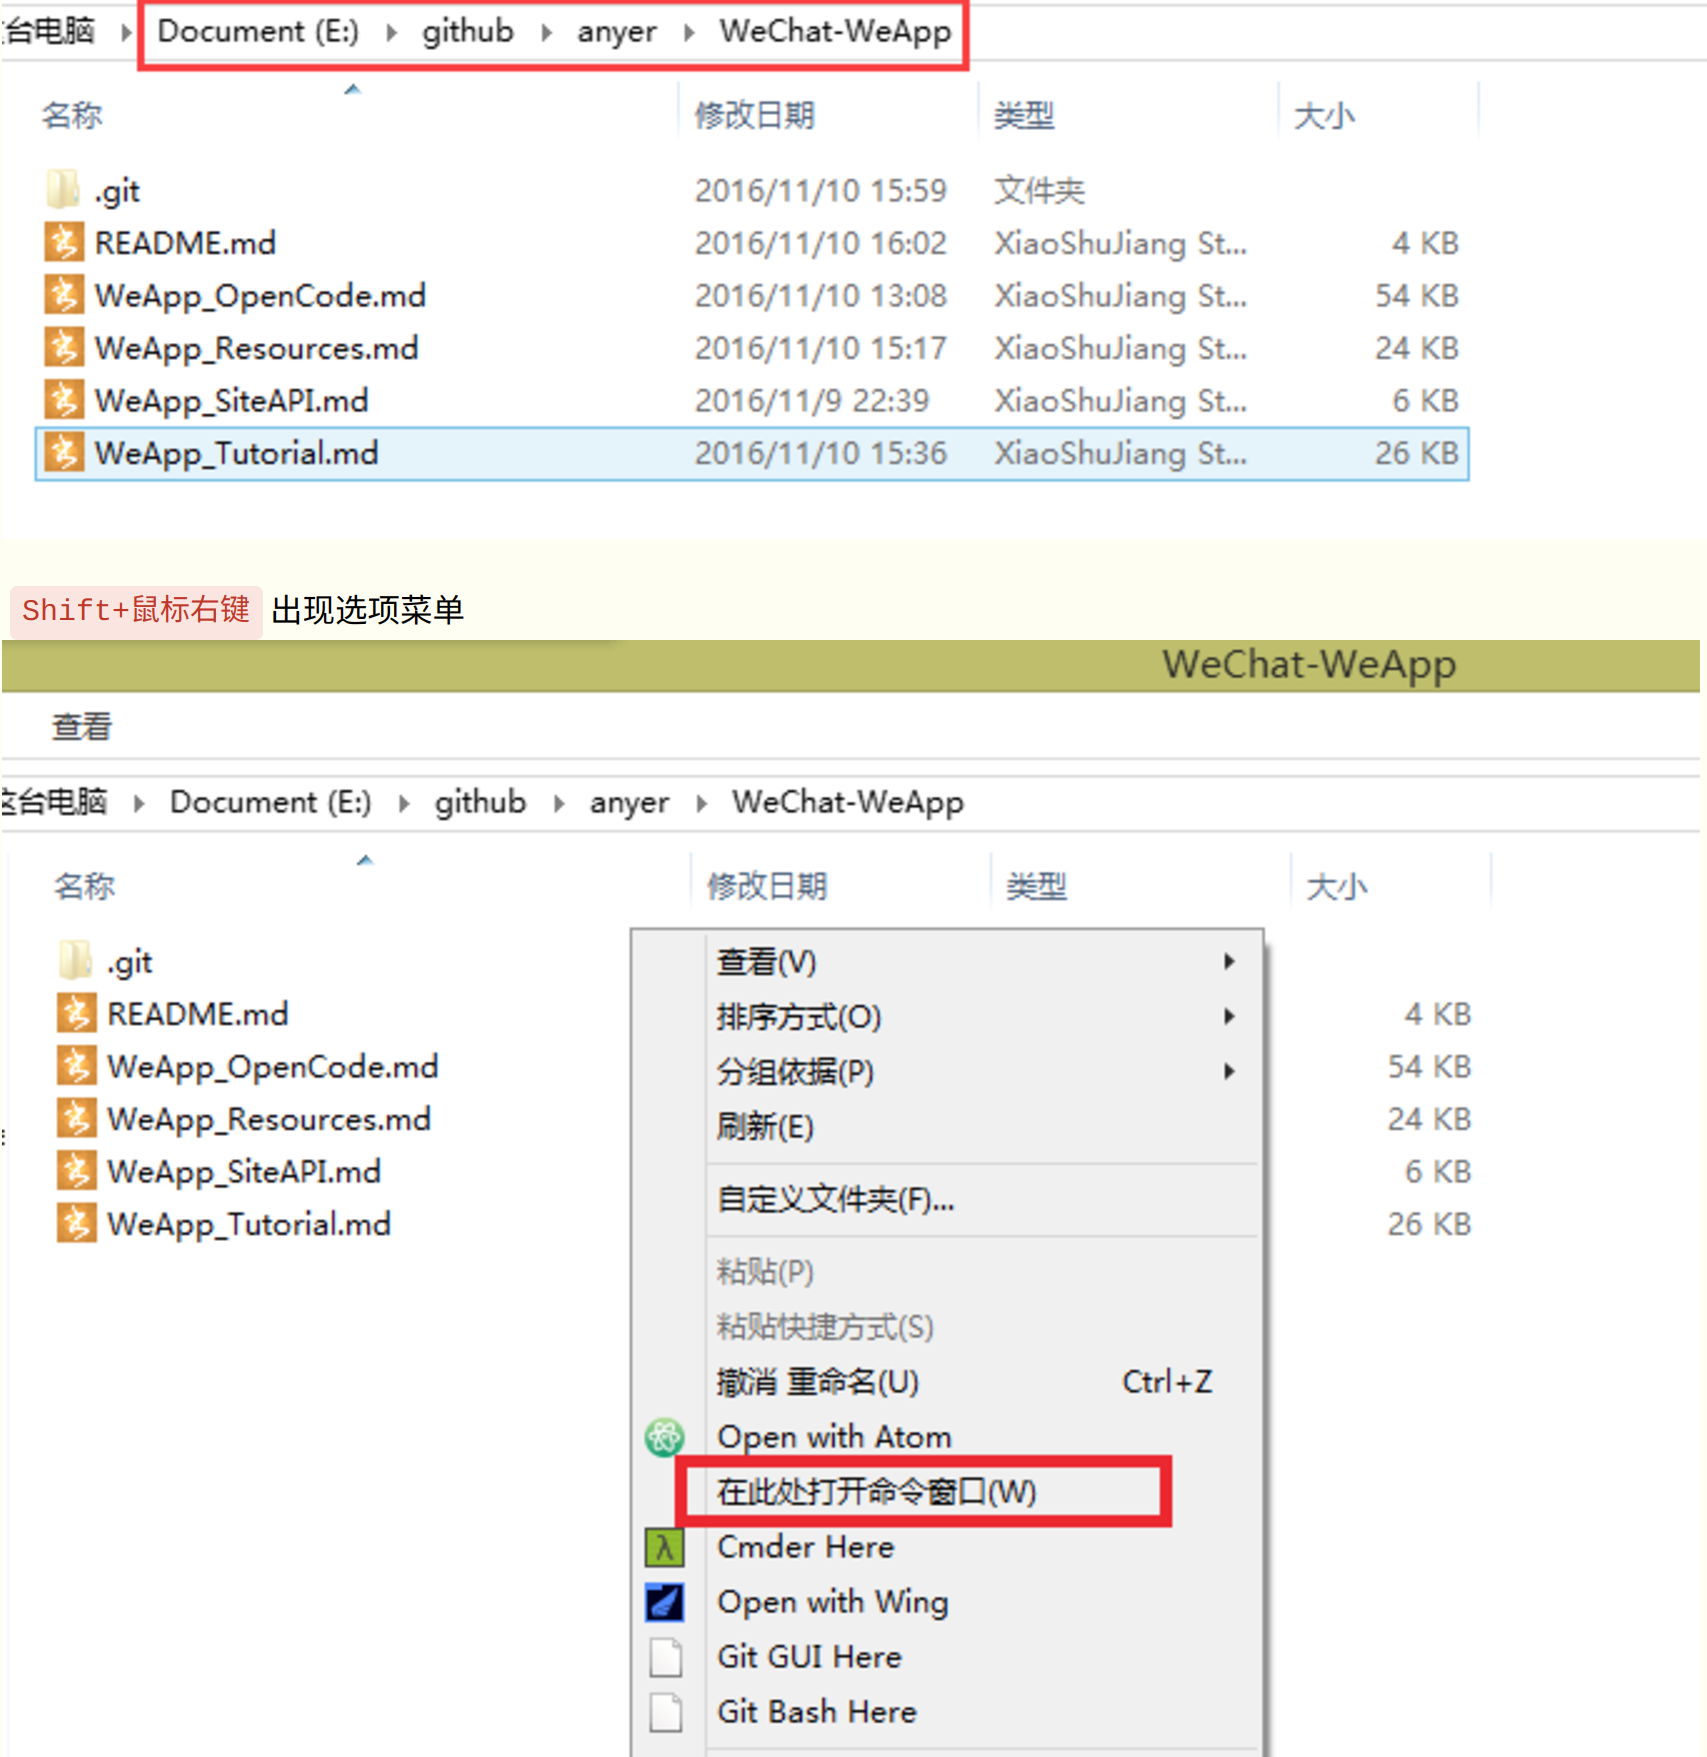 台电脑 Document (E:) github anyer WeChat-WeApp
名称 修改日期 类型 大小
.git 2016/11/10 15:59 文件夹
README.md 2016/11/10 16:02 XiaoShuJiang St... 4 KB
WeApp_OpenCode.md 2016/11/10 13:08 XiaoShuJiang St... 54 KB
WeApp_Resources.md 2016/11/10 15:17 XiaoShuJiang St... 24 KB
WeApp_SiteAPI.md 2016/11/9 22:39 XiaoShuJiang St... 6 KB
WeApp_Tutorial.md 2016/11/10 15:36 XiaoShuJiang St... 26 KB
Shift+鼠标右键 出现选项菜单
WeChat-WeApp
查看
这台电脑 Document (E:) github anyer WeChat-WeApp
名称 修改日期 类型 大小
.git
README.md 4 KB
WeApp_OpenCode.md 54 KB
WeApp_Resources.md 24 KB
WeApp_SiteAPI.md 6 KB
WeApp_Tutorial.md 26 KB
查看(V)
排序方式(O)
分组依据(P)
刷新(E)
自定义文件夹(F)...
粘贴(P)
粘贴快捷方式(S)
撤消 重命名(U) Ctrl+Z
Open with Atom
在此处打开命令窗口(W)
Cmder Here
Open with Wing
Git GUI Here
Git Bash Here